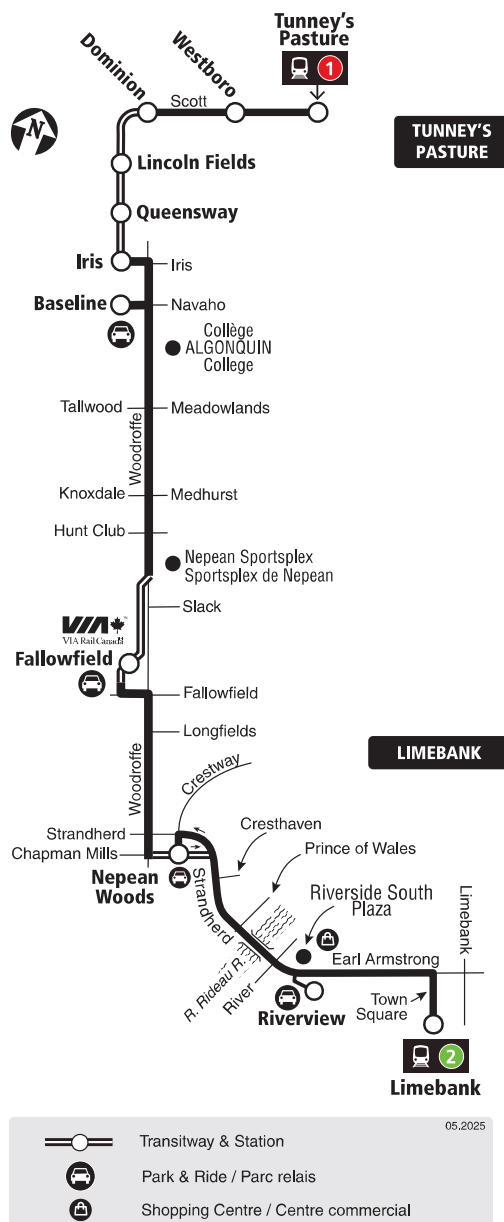 Tunney's
Pasture
1
Westboro
Dominion
Scott
N
TUNNEY'S
PASTURE
Lincoln Fields
Queensway
Iris
Iris
Baseline
Navaho
Collège
ALGONQUIN
College
Tallwood
Meadowlands
Woodroffe
Knoxdale
Medhurst
Hunt Club
Nepean Sportsplex
Sportsplex de Nepean
Slack
VIA
VIA Rail Canada
Fallowfield
Fallowfield
Longfields
LIMEBANK
Woodroffe
Crestway
Strandherd
Cresthaven
Chapman Mills
Prince of Wales
Nepean
Woods
Strandherd
Riverside South
Plaza
Limebank
R. Rideau R.
River
Earl Armstrong
Riverview
Town
Square
2
Limebank
05.2025
Transitway & Station
Park & Ride / Parc relais
Shopping Centre / Centre commercial